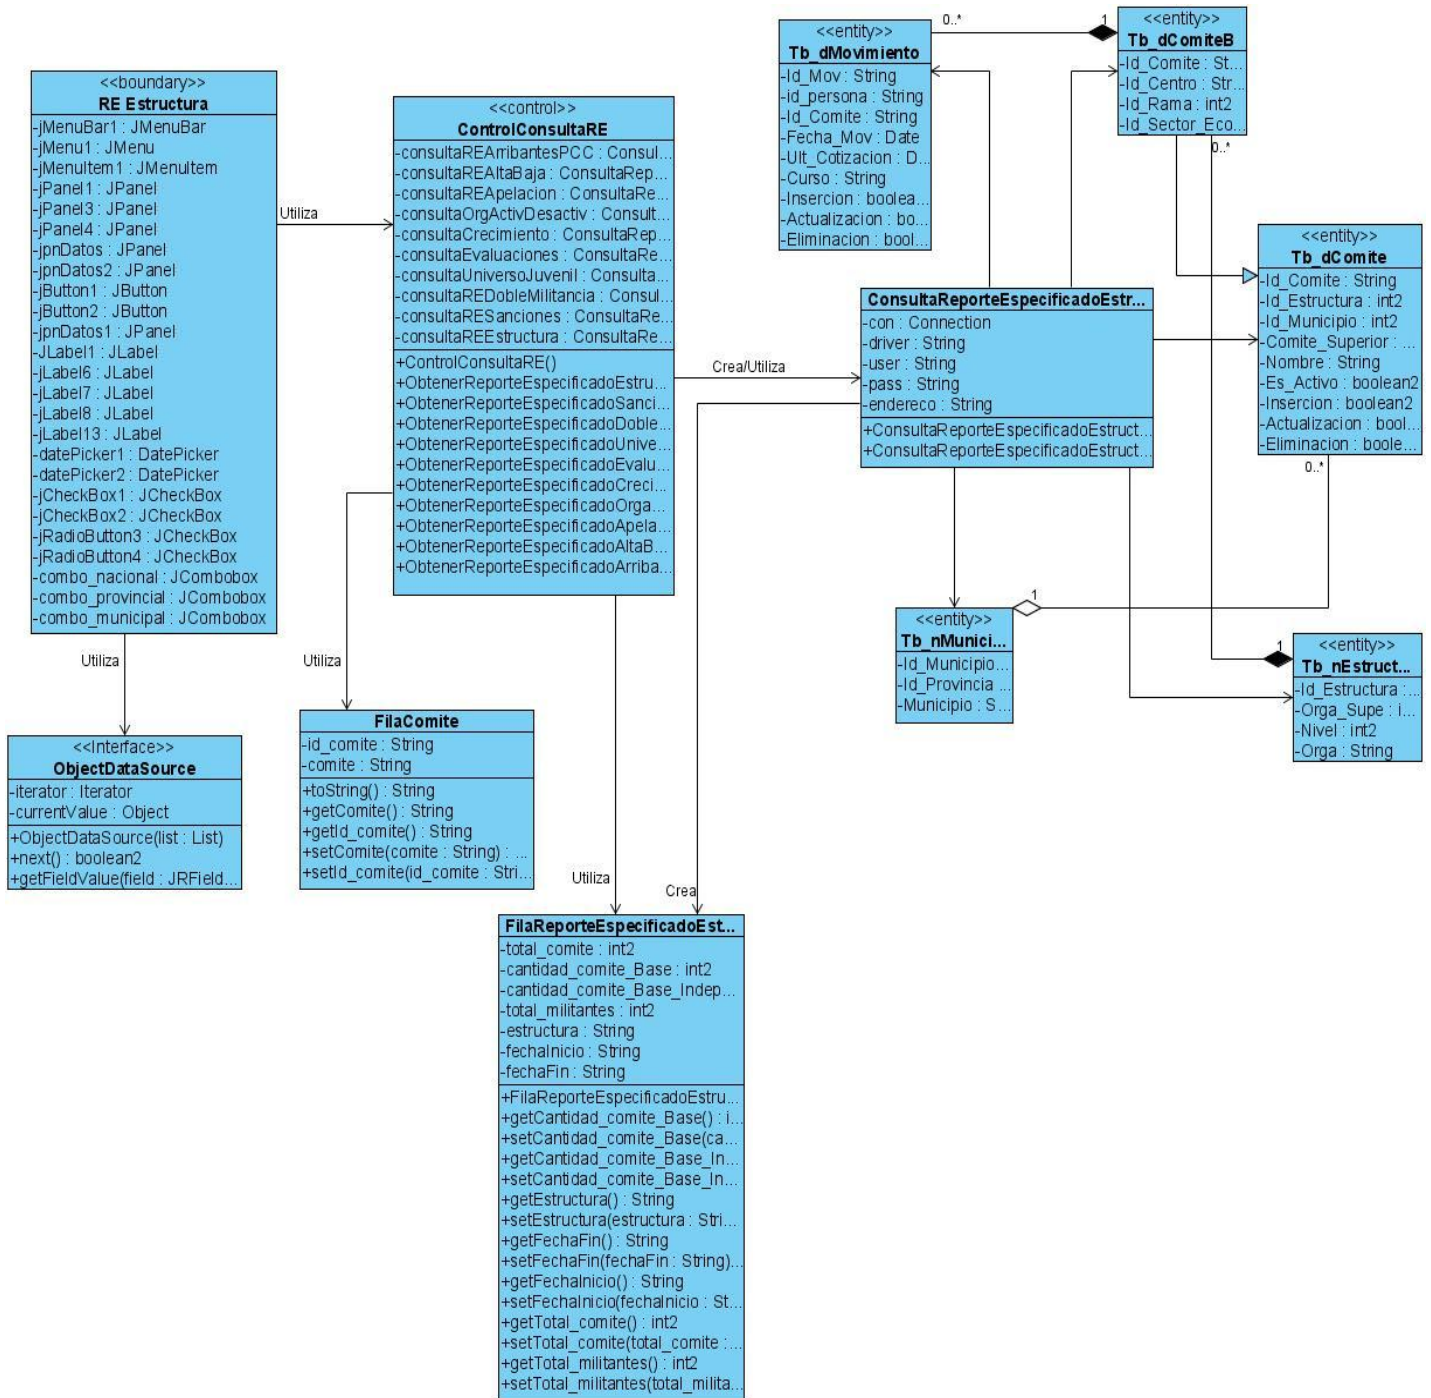 <<boundary>>
RE Estructura
-jMenuBar1 : JMenuBar
-jMenu1 : JMenu
-jMenuItem1 : JMenuItem
-jPanel1 : JPanel
-jPanel3 : JPanel
-jPanel4 : JPanel
-jpnDatos : JPanel
-jpnDatos2 : JPanel
-jButton1 : JButton
-jButton2 : JButton
-jpnDatos1 : JPanel
-JLabel1 : JLabel
-jLabel6 : JLabel
-jLabel7 : JLabel
-jLabel8 : JLabel
-jLabel13 : JLabel
-datePicker1 : DatePicker
-datePicker2 : DatePicker
-jCheckBox1 : JCheckBox
-jCheckBox2 : JCheckBox
-jRadioButton3 : JCheckBox
-jRadioButton4 : JCheckBox
-combo_nacional : JCombobox
-combo_provincial : JCombobox
-combo_municipal : JCombobox
Utiliza
Utiliza
<<Interface>>
ObjectDataSource
-iterator : Iterator
-currentValue : Object
+ObjectDataSource(list : List)
+next() : boolean2
+getFieldValue(field : JRField...
<<control>>
ControlConsultaRE
-consultaREArribantesPCC : Consul...
-consultaREAltaBaja : ConsultaRep...
-consultaREApelacion : ConsultaRe...
-consultaOrgActivDesactiv : Consult...
-consultaCrecimiento : ConsultaRep...
-consultaEvaluaciones : ConsultaRe...
-consultaUniversoJuvenil : Consulta...
-consultaREDobleMilitancia : Consul...
-consultaRESanciones : ConsultaRe...
-consultaREEstructura : ConsultaRe...
+ControlConsultaRE()
+ObtenerReporteEspecificadoEstru...
+ObtenerReporteEspecificadoSanci...
+ObtenerReporteEspecificadoDoble...
+ObtenerReporteEspecificadoUnive...
+ObtenerReporteEspecificadoEvalu...
+ObtenerReporteEspecificadoCreci...
+ObtenerReporteEspecificadoOrga...
+ObtenerReporteEspecificadoApela...
+ObtenerReporteEspecificadoAltaB...
+ObtenerReporteEspecificadoArriba...
Crea/Utiliza
Utiliza
Utiliza
Crea
FilaComite
-id_comite : String
-comite : String
+toString() : String
+getComite() : String
+getId_comite() : String
+setComite(comite : String) : ...
+setId_comite(id_comite : Stri...
FilaReporteEspecificadoEst...
-total_comite : int2
-cantidad_comite_Base : int2
-cantidad_comite_Base_Indep...
-total_militantes : int2
-estructura : String
-fechaInicio : String
-fechaFin : String
+FilaReporteEspecificadoEstru...
+getCantidad_comite_Base() : i...
+setCantidad_comite_Base(ca...
+getCantidad_comite_Base_In...
+setCantidad_comite_Base_In...
+getEstructura() : String
+setEstructura(estructura : Stri...
+getFechaFin() : String
+setFechaFin(fechaFin : String)...
+getFechaInicio() : String
+setFechaInicio(fechaInicio : St...
+getTotal_comite() : int2
+setTotal_comite(total_comite :...
+getTotal_militantes() : int2
+setTotal_militantes(total_milita...
<<entity>>
Tb_dMovimiento
-Id_Mov : String
-id_persona : String
-Id_Comite : String
-Fecha_Mov : Date
-Ult_Cotizacion : D...
-Curso : String
-Insercion : boolea...
-Actualizacion : bo...
-Eliminacion : bool...
0..*
1
<<entity>>
Tb_dComiteB
-Id_Comite : St...
-Id_Centro : Str...
-Id_Rama : int2
-Id_Sector_Eco...
0..*
ConsultaReporteEspecificadoEstr...
-con : Connection
-driver : String
-user : String
-pass : String
-endereco : String
+ConsultaReporteEspecificadoEstruct...
+ConsultaReporteEspecificadoEstruct...
<<entity>>
Tb_dComite
-Id_Comite : String
-Id_Estructura : int2
-Id_Municipio : int2
-Comite_Superior : ...
-Nombre : String
-Es_Activo : boolean2
-Insercion : boolean2
-Actualizacion : bool...
-Eliminacion : boole...
0..*
1
<<entity>>
Tb_nMunici...
-Id_Municipio...
-Id_Provincia ...
-Municipio : S...
1
<<entity>>
Tb_nEstruct...
-Id_Estructura : ...
-Orga_Supe : i...
-Nivel : int2
-Orga : String